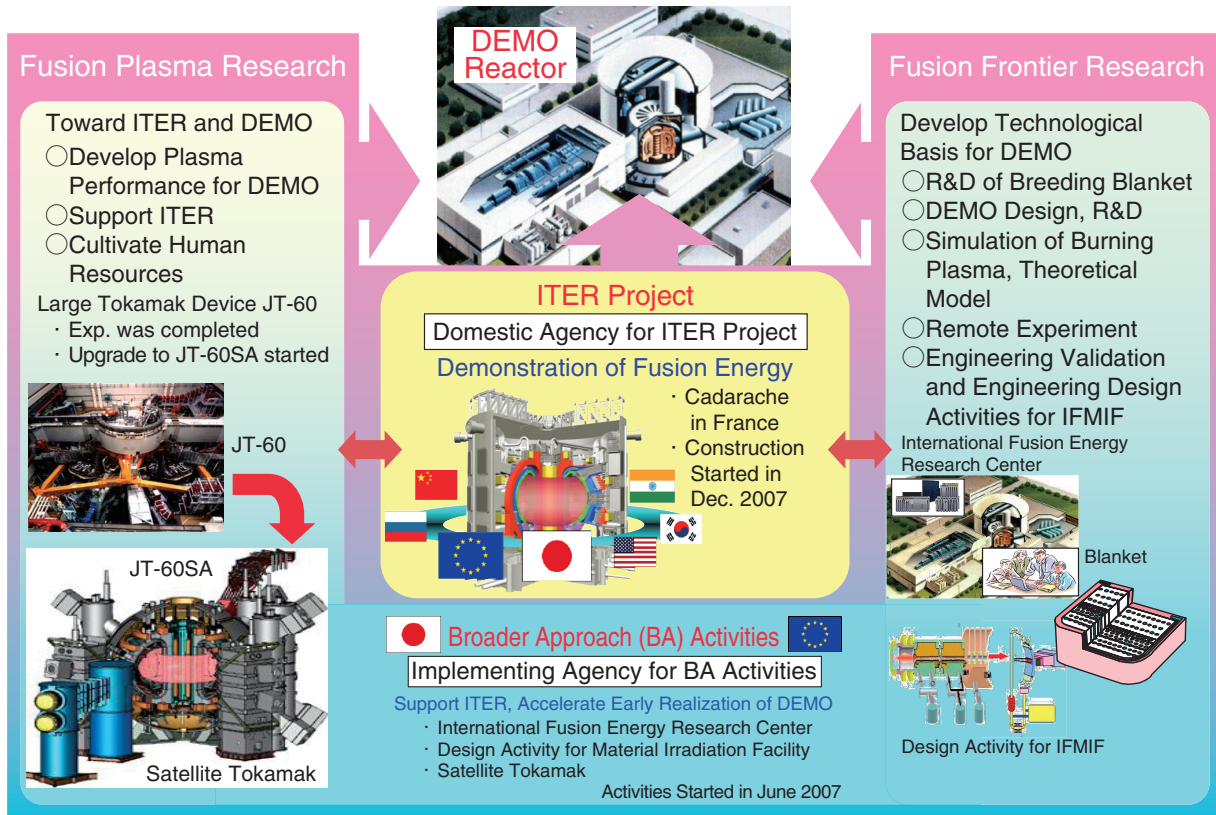 DEMO
Reactor
Fusion Plasma Research
Toward ITER and DEMO
○Develop Plasma
Performance for DEMO
○Support ITER
○Cultivate Human
Resources
Large Tokamak Device JT-60
· Exp. was completed
· Upgrade to JT-60SA started
JT-60
JT-60SA
Satellite Tokamak
ITER Project
Domestic Agency for ITER Project
Demonstration of Fusion Energy
· Cadarache
in France
· Construction
Started in
Dec. 2007
Broader Approach (BA) Activities
Implementing Agency for BA Activities
Support ITER, Accelerate Early Realization of DEMO
· International Fusion Energy Research Center
· Design Activity for Material Irradiation Facility
· Satellite Tokamak
Activities Started in June 2007
Fusion Frontier Research
Develop Technological
Basis for DEMO
○R&D of Breeding Blanket
○DEMO Design, R&D
○Simulation of Burning
Plasma, Theoretical
Model
○Remote Experiment
○Engineering Validation
and Engineering Design
Activities for IFMIF
International Fusion Energy
Research Center
Blanket
Design Activity for IFMIF